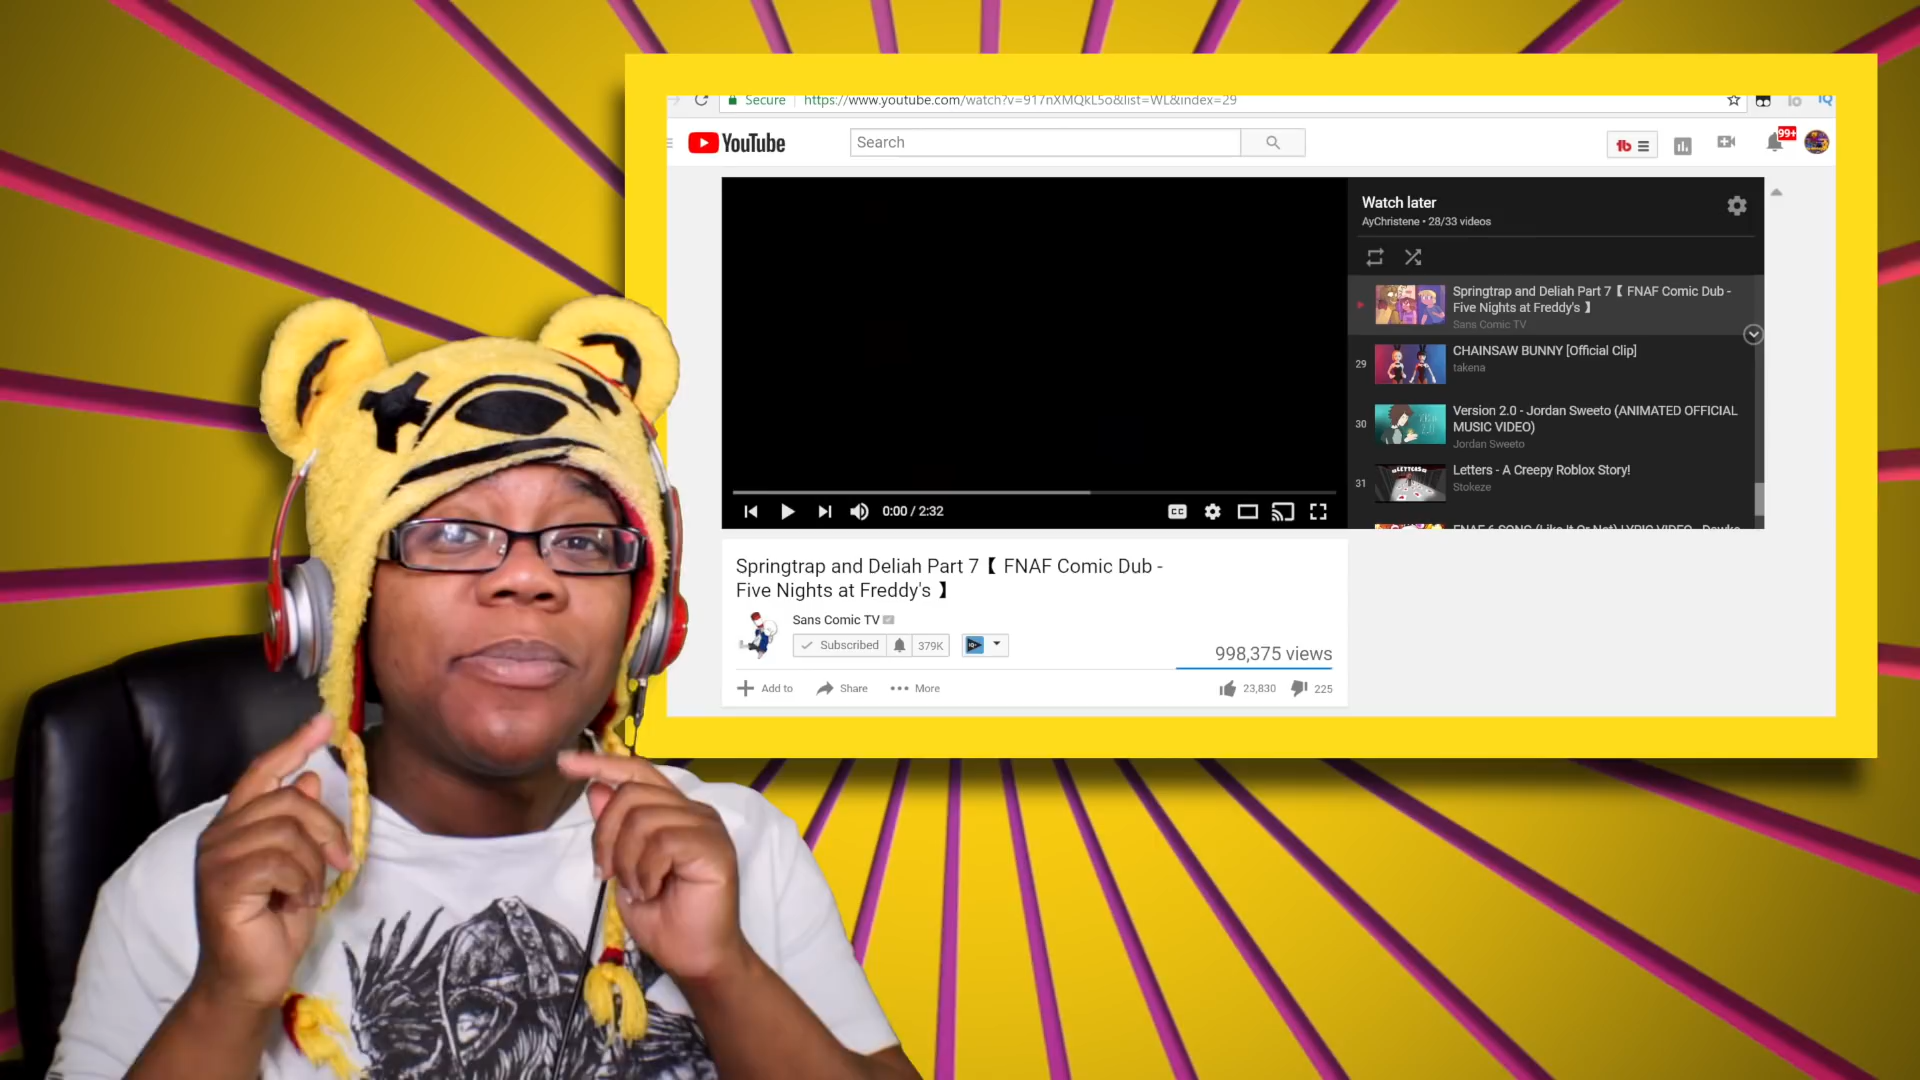 Secure https://www.youtube.com/watch?v=917nXMQkL5o&list=WL&index=29
YouTube
Search
99+
Watch later
AyChristene • 28/33 videos
Springtrap and Deliah Part 7【 FNAF Comic Dub -
Five Nights at Freddy's 】
Sans Comic TV
29
CHAINSAW BUNNY [Official Clip]
takena
30
Version 2.0 - Jordan Sweeto (ANIMATED OFFICIAL
MUSIC VIDEO)
Jordan Sweeto
31
Letters - A Creepy Roblox Story!
Stokeze
0:00 / 2:32
CC
Springtrap and Deliah Part 7【 FNAF Comic Dub -
Five Nights at Freddy's 】
Sans Comic TV
Subscribed 379K
998,375 views
Add to Share More 23,830 225